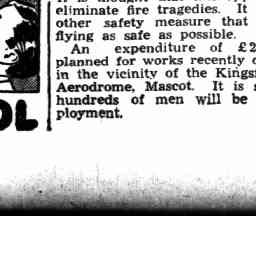 eliminate fire tragedies. It
other safety measure that
flying as safe as possible.
An expenditure of £2
planned for works recently
in the vicinity of the Kings
Aerodrome, Mascot. It is
hundreds of men will be
ployment.
OL